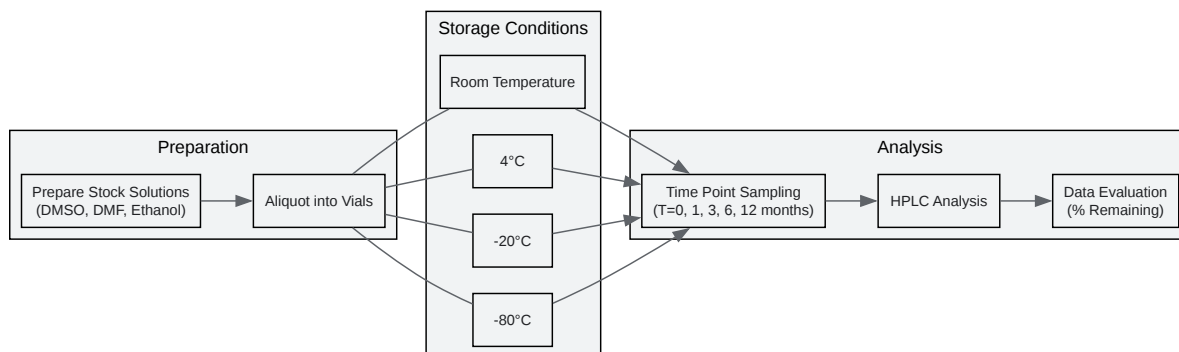 Preparation
Prepare Stock Solutions
(DMSO, DMF, Ethanol)
Aliquot into Vials
Storage Conditions
Room Temperature
4°C
-20°C
-80°C
Analysis
Time Point Sampling
(T=0, 1, 3, 6, 12 months)
HPLC Analysis
Data Evaluation
(% Remaining)